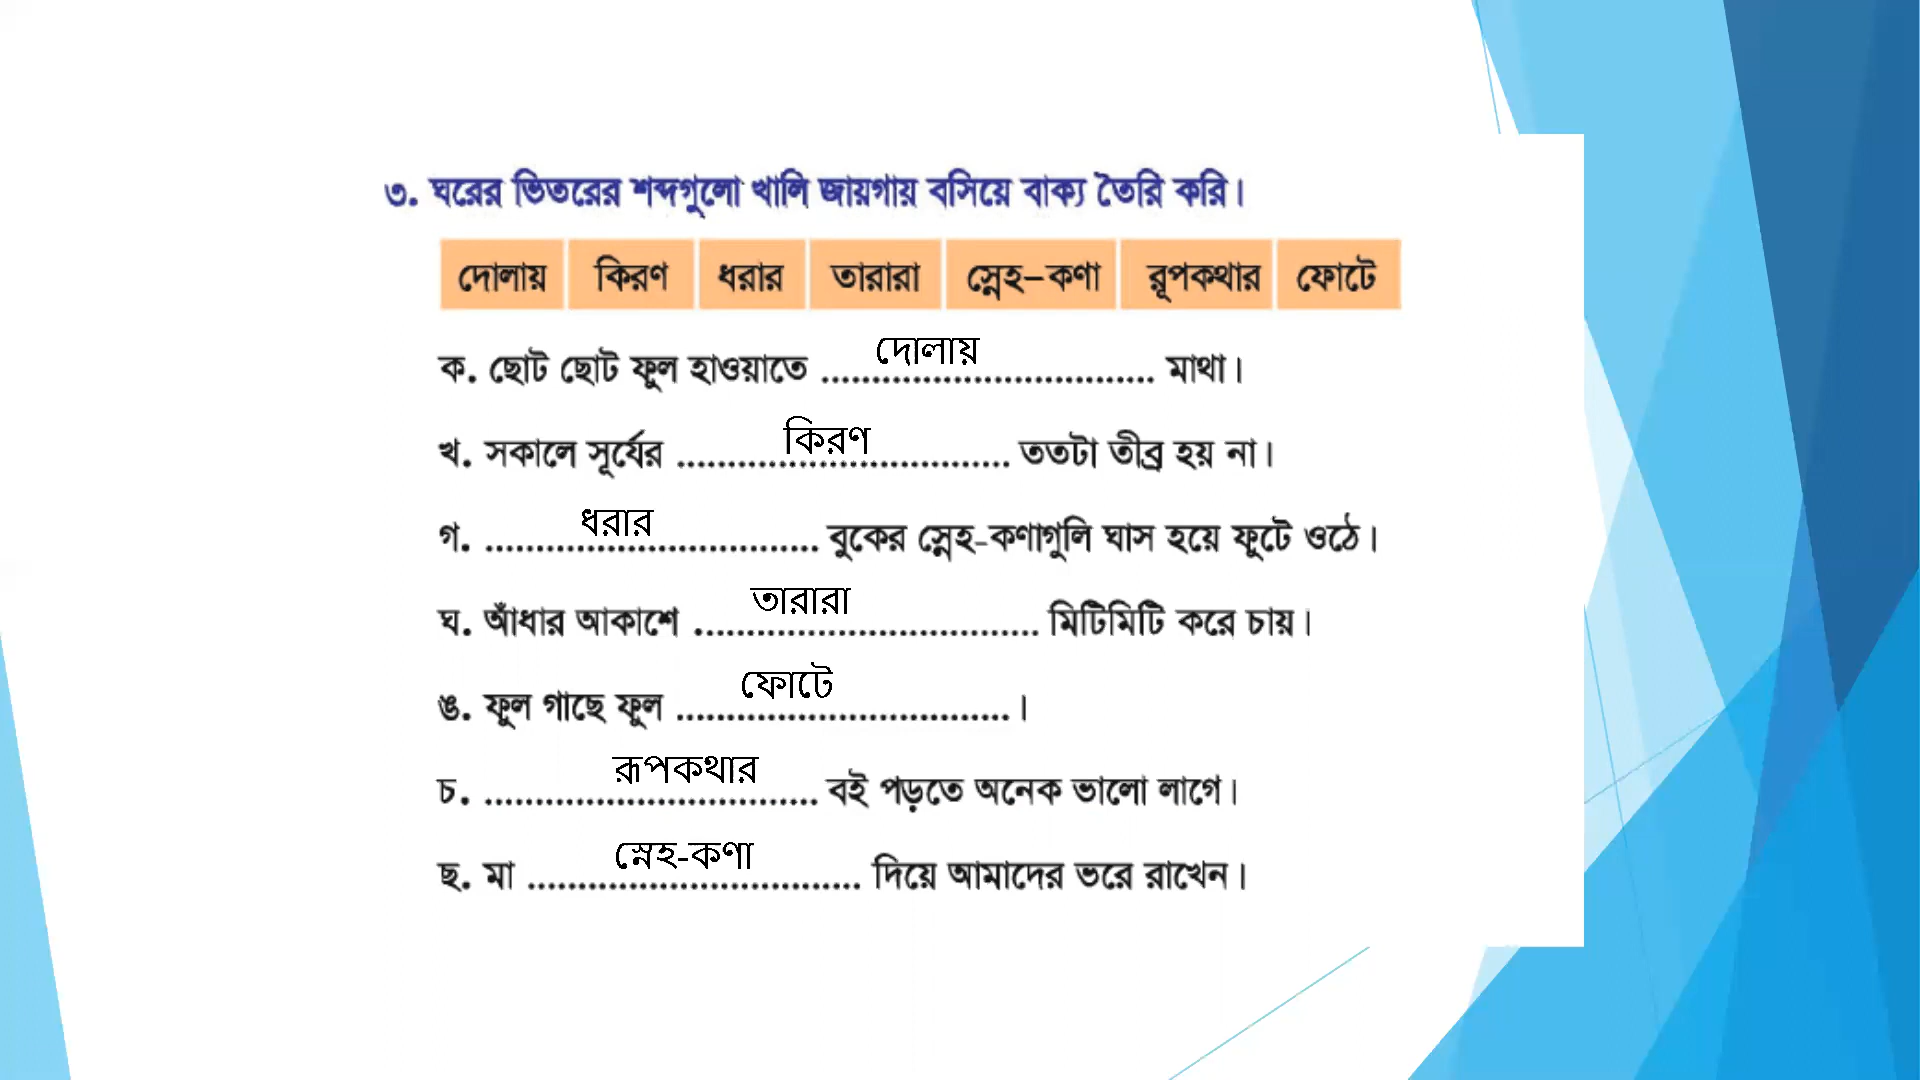 ৩. ঘরের ভিতরের শব্দগুলো খালি জায়গায় বসিয়ে বাক্য তৈরি করি।
দোলায় কিরণ ধরার তারারা স্নেহ–কণা রূপকথার ফোটে
ক. ছোট ছোট ফুল হাওয়াতে ................দোলায়................ মাথা।
খ. সকালে সূর্যের ................কিরণ................ ততটা তীব্র হয় না।
গ. ................ধরার................ বুকের স্নেহ-কণাগুলি ঘাস হয়ে ফুটে ওঠে।
ঘ. আঁধার আকাশে ................তারারা................ মিটিমিটি করে চায়।
ঙ. ফুল গাছে ফুল ................ফোটে................।
চ. ................রূপকথার................ বই পড়তে অনেক ভালো লাগে।
ছ. মা ................স্নেহ-কণা................ দিয়ে আমাদের ভরে রাখেন।